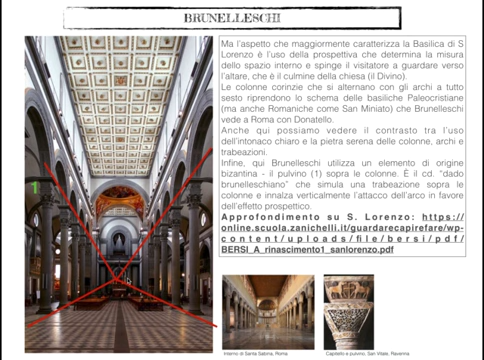 BRUNELLESCHI
Ma l'aspetto che maggiormente caratterizza la Basilica di S
Lorenzo è l'uso della prospettiva che determina la misura
dello spazio interno e spinge il visitatore a guardare verso
l'altare, che è il culmine della chiesa (il Divino).
Le colonne corinzie che si alternano con gli archi a tutto
sesto riprendono lo schema delle basiliche Paleocristiane
(ma anche Romaniche come San Miniato) che Brunelleschi
vede a Roma con Donatello.
Anche qui possiamo vedere il contrasto tra l'uso
dell'intonaco chiaro e la pietra serena delle colonne, archi e
trabeazioni.
Infine, qui Brunelleschi utilizza un elemento di origine
bizantina - il pulvino (1) sopra le colonne. È il cd. "dado
brunelleschiano" che simula una trabeazione sopra le
colonne e innalza verticalmente l'attacco dell'arco in favore
dell'effetto prospettico.
Approfondimento su S. Lorenzo: https://
online.scuola.zanichelli.it/guardarecapirefare/wp-
content/uploads/file/bersi/pdf/
BERSI_A_rinascimento1_sanlorenzo.pdf
1
Interno di Santa Sabina, Roma
Capitello e pulvino, San Vitale, Ravenna